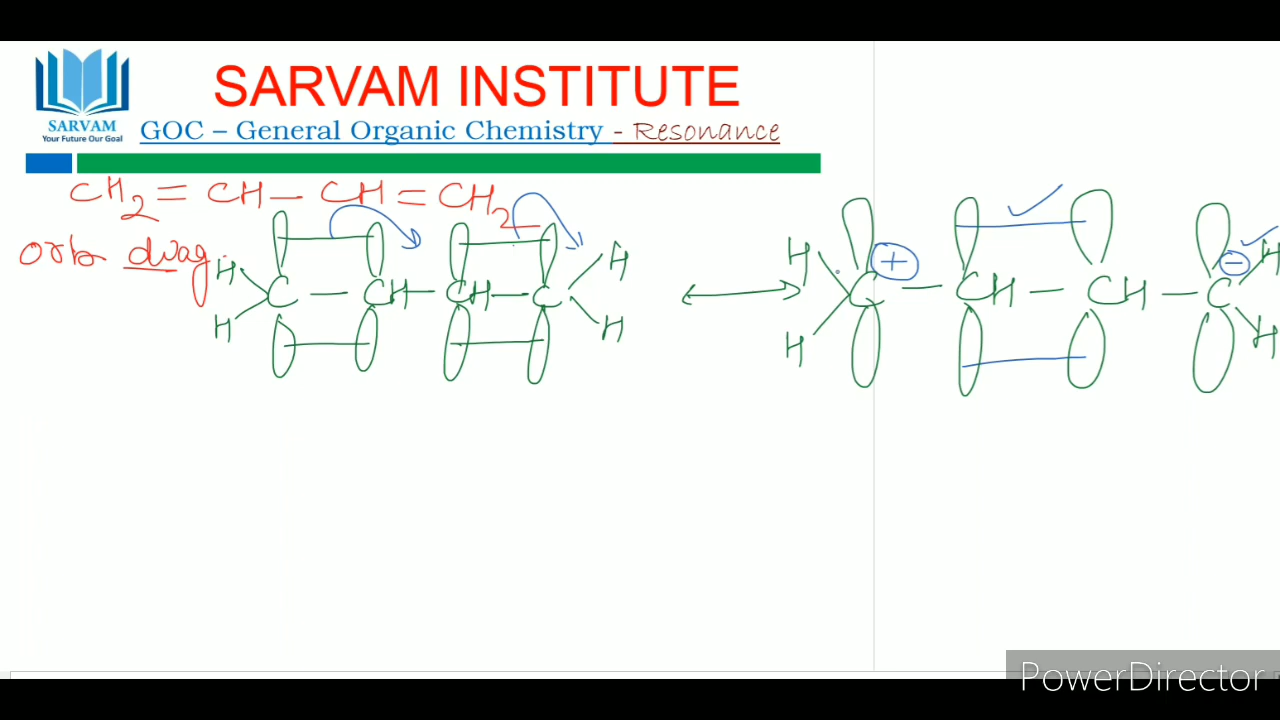 SARVAM INSTITUTE
SARVAM
Your Future Our Goal
GOC – General Organic Chemistry - Resonance
CH2 = CH — CH = CH2
orb diag
H H
H
C — CH — CH — C ⟷ C + — CH — CH — C −
H H H H
H
PowerDirector